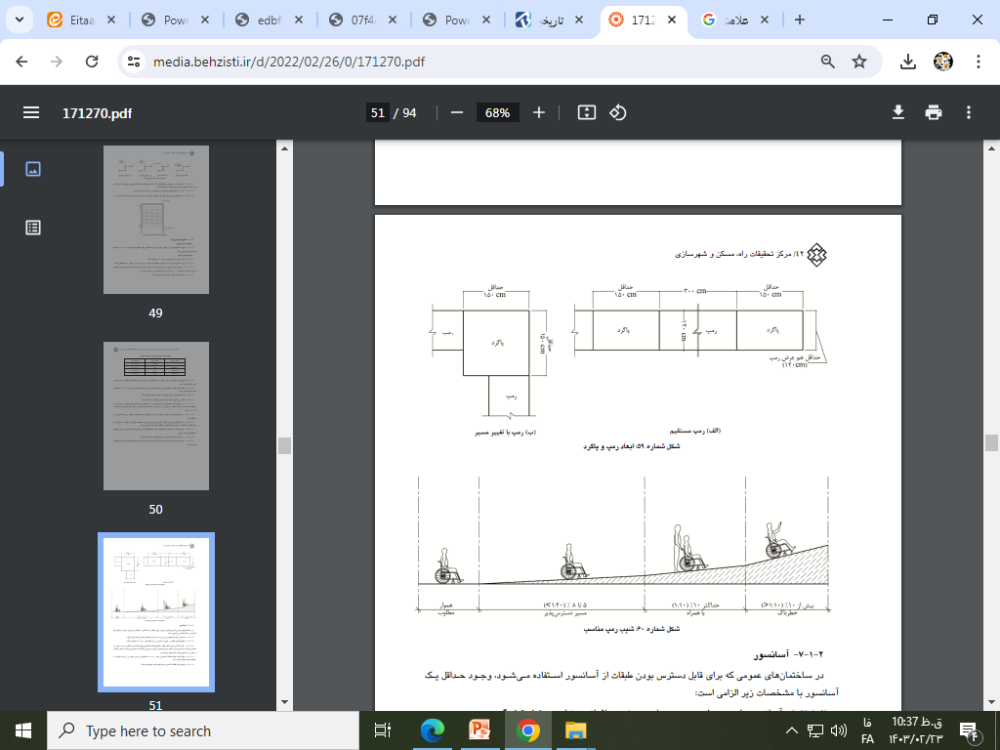 Eitaa
Powe
edbf
07f4
Powe
تاریخ
1712
علامت
media.behzisti.ir/d/2022/02/26/0/171270.pdf
171270.pdf
51 / 94
68%
49
50
51
۴۲/ مرکز تحقیقات راه، مسکن و شهرسازی
حداقل
۱۵۰ cm
رمپ
پاگرد
حداقل
۱۵۰ cm
رمپ
(ب) رمپ با تغییر مسیر
حداقل
۱۵۰ cm
۳۰۰ cm
حداقل
۱۵۰ cm
پاگرد
۱۲۰ cm
رمپ
پاگرد
حداقل هم عرض رمپ
(۱۲۰cm)
(الف) رمپ مستقیم
شکل شماره ۵۹: ابعاد رمپ و پاگرد
هموار
مطلوب
۵ تا ۸ ٪ (۱:۲۰>)
مسیر دسترس‌پذیر
حداکثر ۱۰٪ (۱:۱۰)
با همراه
بیش از ۱۰٪ (۱:۱۰<)
خطرناک
شکل شماره ۶۰: شیب رمپ مناسب
۲-۱-۷- آسانسور
در ساختمان‌های عمومی که برای قابل دسترس بودن طبقات از آسانسور استفاده می‌شود، وجود حداقل یک
آسانسور با مشخصات زیر الزامی است:
Type here to search
فا
FA
10:37 ق.ظ
۱۴۰۳/۰۲/۲۳